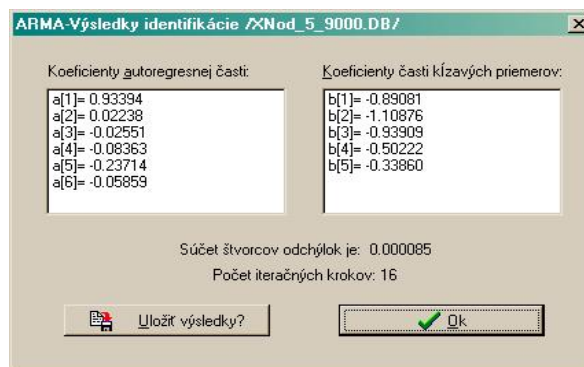 ARMA-Výsledky identifikácie /XNod_5_9000.DB/
Koeficienty autoregresnej časti:
a[1]= 0.93394
a[2]= 0.02238
a[3]= -0.02551
a[4]= -0.08363
a[5]= -0.23714
a[6]= -0.05859
Koeficienty časti kĺzavých priemerov:
b[1]= -0.89081
b[2]= -1.10876
b[3]= -0.93909
b[4]= -0.50222
b[5]= -0.33860
Súčet štvorcov odchýlok je: 0.000085
Počet iteračných krokov: 16
Uložiť výsledky?
Ok